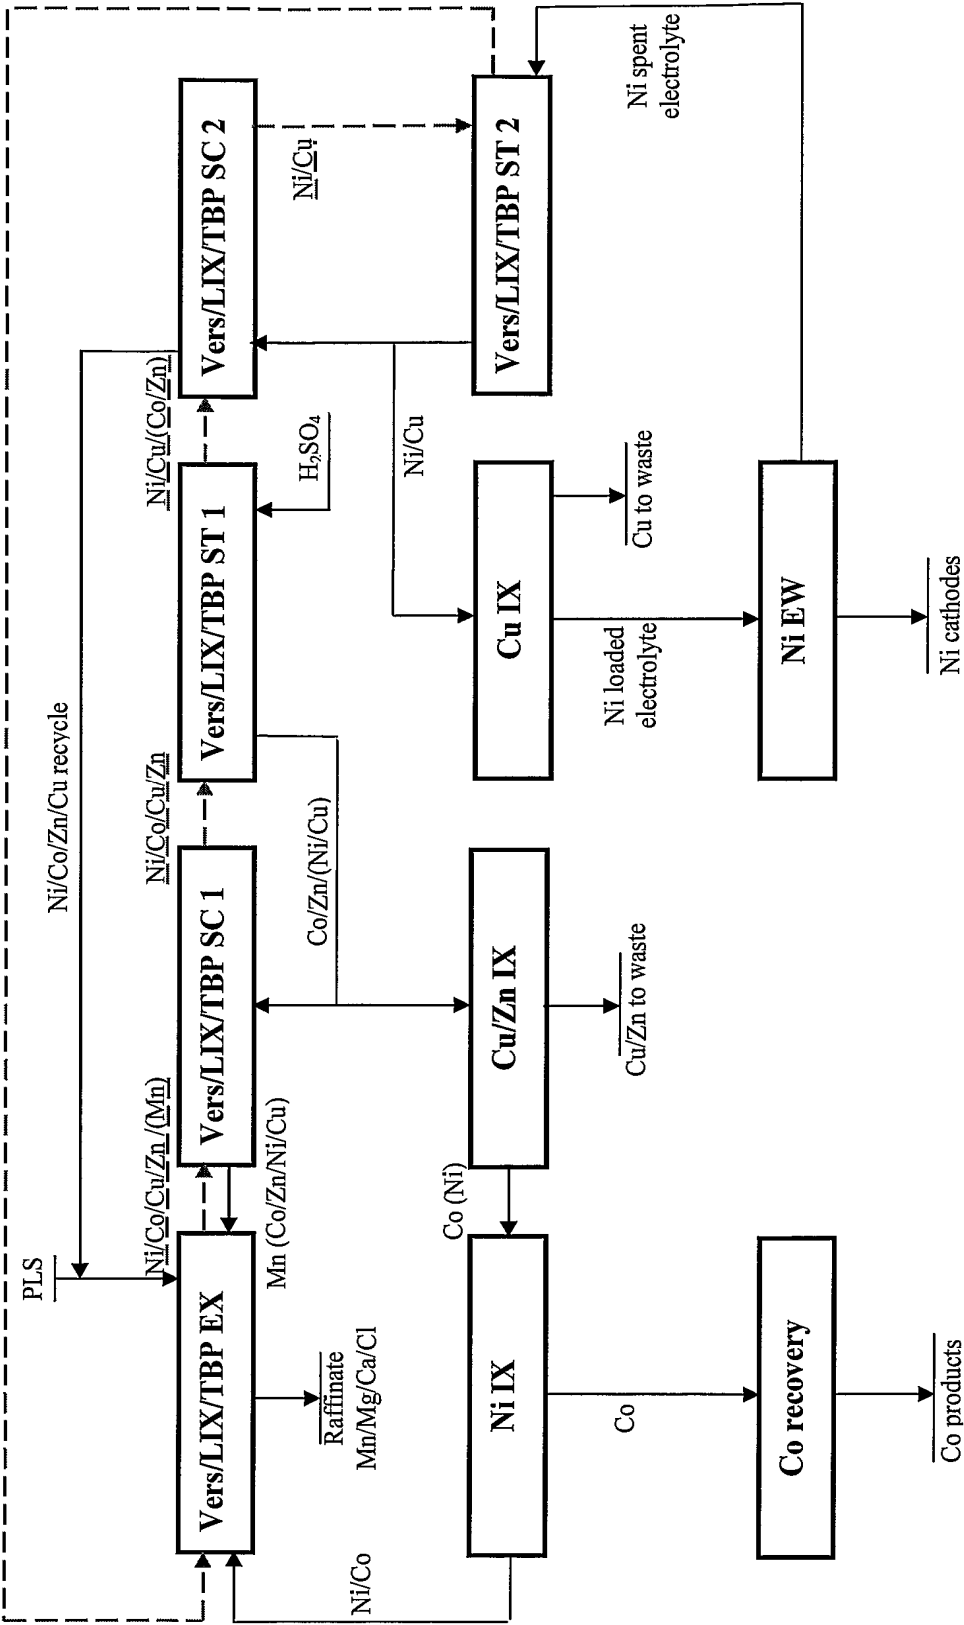 PLS
Ni/Co/Zn/Cu recycle
Ni/Co/Cu/Zn /(Mn)
Ni/Co/Cu/Zn
Ni/Cu/(Co/Zn)
Vers/LIX/TBP EX
Vers/LIX/TBP SC 1
Vers/LIX/TBP ST 1
Vers/LIX/TBP SC 2
Mn (Co/Zn/Ni/Cu)
Co/Zn/(Ni/Cu)
H₂SO₄
Ni/Cu
Raffinate
Mn/Mg/Ca/Cl
Ni/Co
Co (Ni)
Ni/Cu
Ni IX
Cu/Zn IX
Cu IX
Vers/LIX/TBP ST 2
Co
Cu/Zn to waste
Ni loaded
electrolyte
Cu to waste
Ni spent
electrolyte
Co recovery
Ni EW
Co products
Ni cathodes